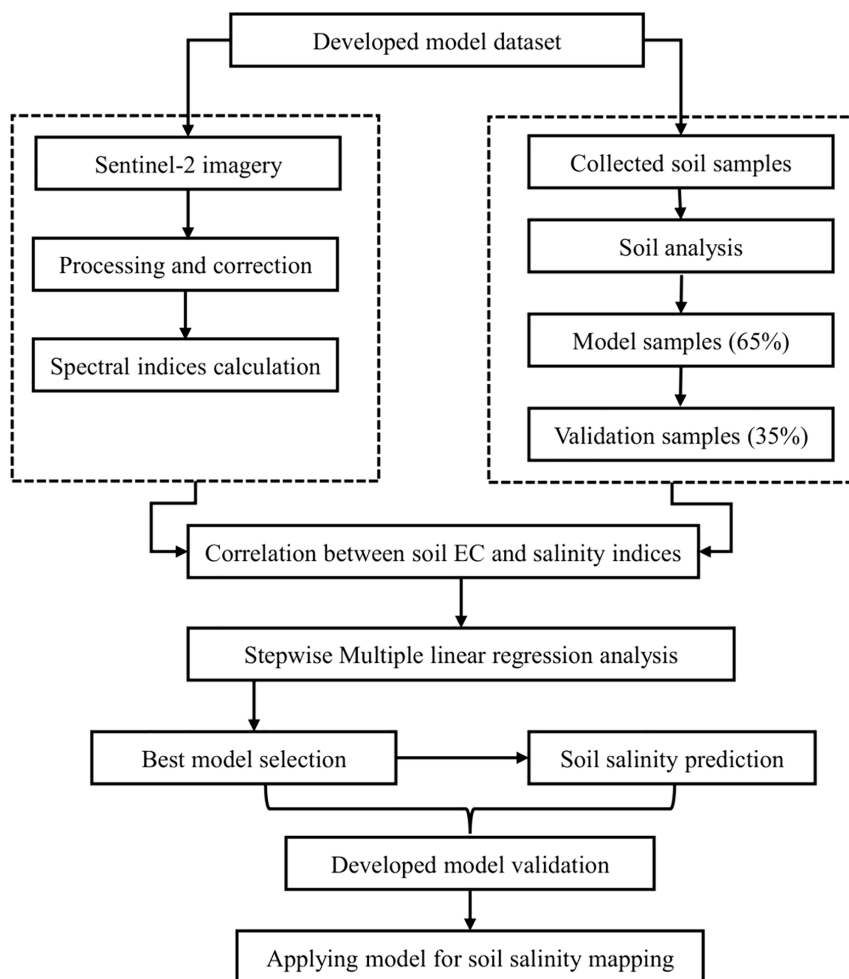 Developed model dataset
Sentinel-2 imagery
Processing and correction
Spectral indices calculation
Collected soil samples
Soil analysis
Model samples (65%)
Validation samples (35%)
Correlation between soil EC and salinity indices
Stepwise Multiple linear regression analysis
Best model selection
Soil salinity prediction
Developed model validation
Applying model for soil salinity mapping